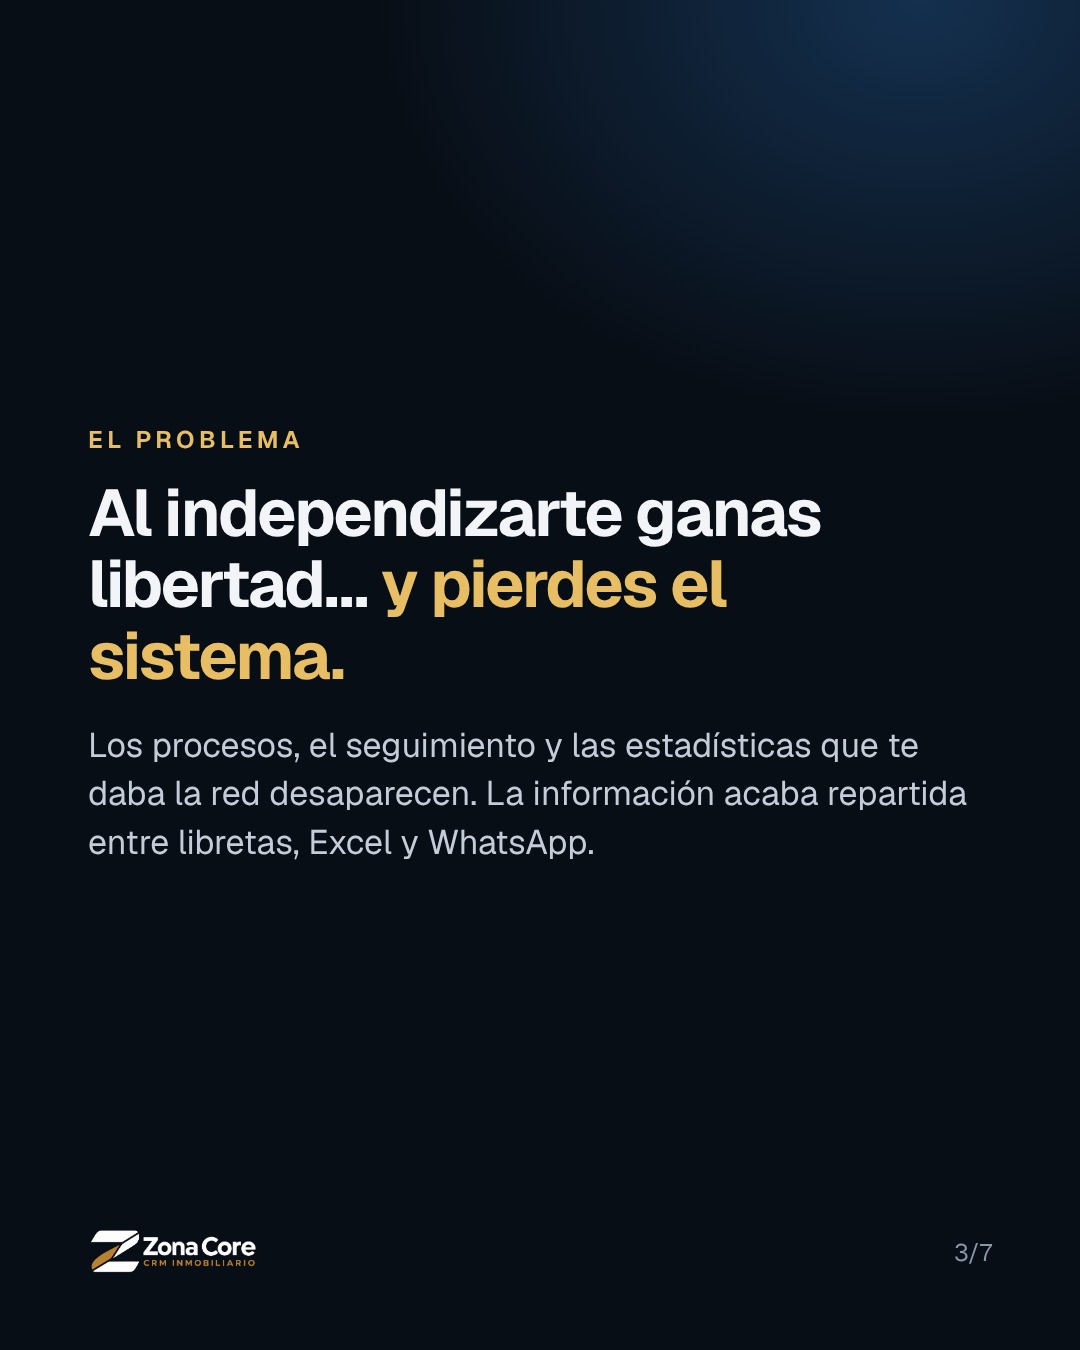 EL PROBLEMA
Al independizarte ganas
libertad... y pierdes el
sistema.
Los procesos, el seguimiento y las estadísticas que te
daba la red desaparecen. La información acaba repartida
entre libretas, Excel y WhatsApp.
Zona Core
CRM INMOBILIARIO
3/7